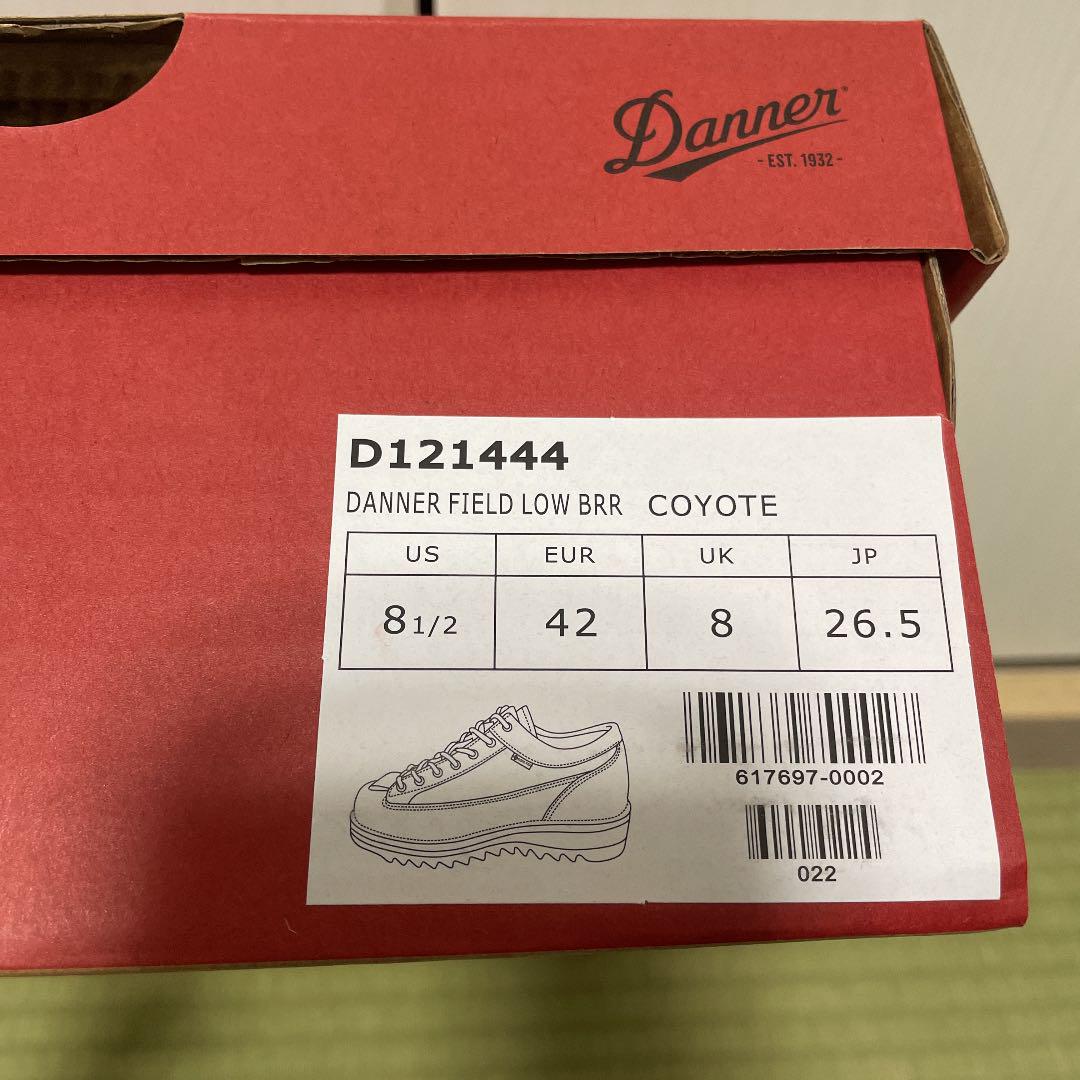 Danner
- EST. 1932 -
D121444
DANNER FIELD LOW BRR COYOTE
US EUR UK JP
8 1/2 42 8 26.5
617697-0002
022